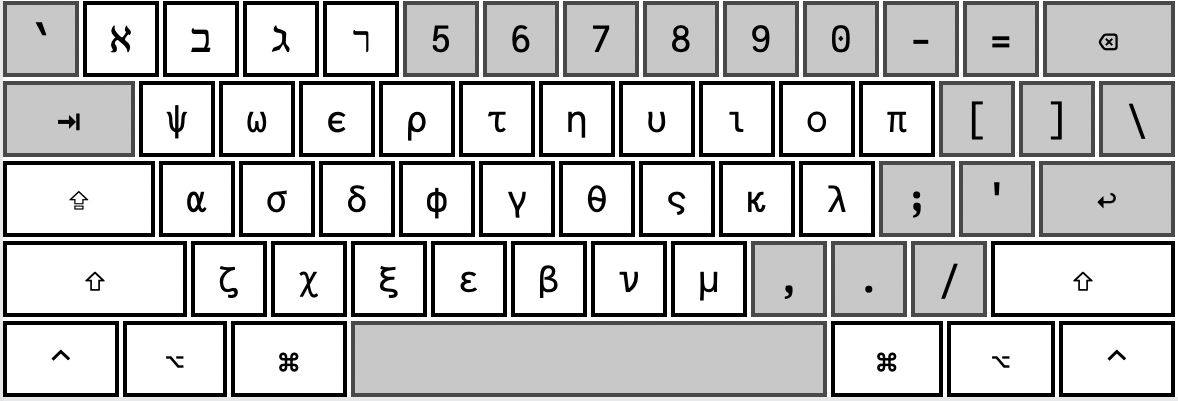 ` א ב ג ד 5 6 7 8 9 0 - = ⌫
⇥ ψ ω ϵ ρ τ η υ ι ο π [ ] \
⇪ α σ δ ϕ γ θ ς κ λ ; ' ↩
⇧ ζ χ ξ ε β ν μ , . / ⇧
⌃ ⌥ ⌘ ⌘ ⌥ ⌃